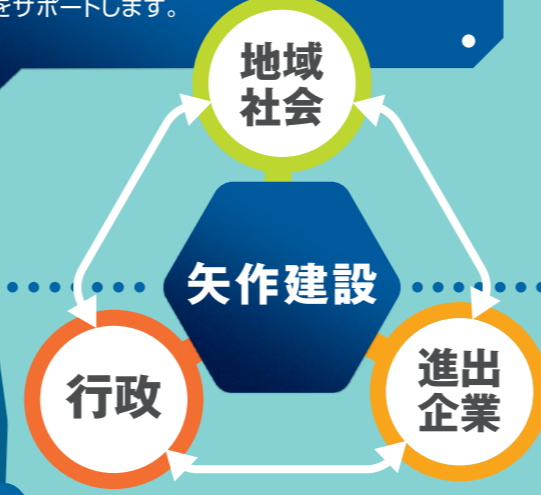 をサポートします。
地域
社会
矢作建設
行政
進出
企業